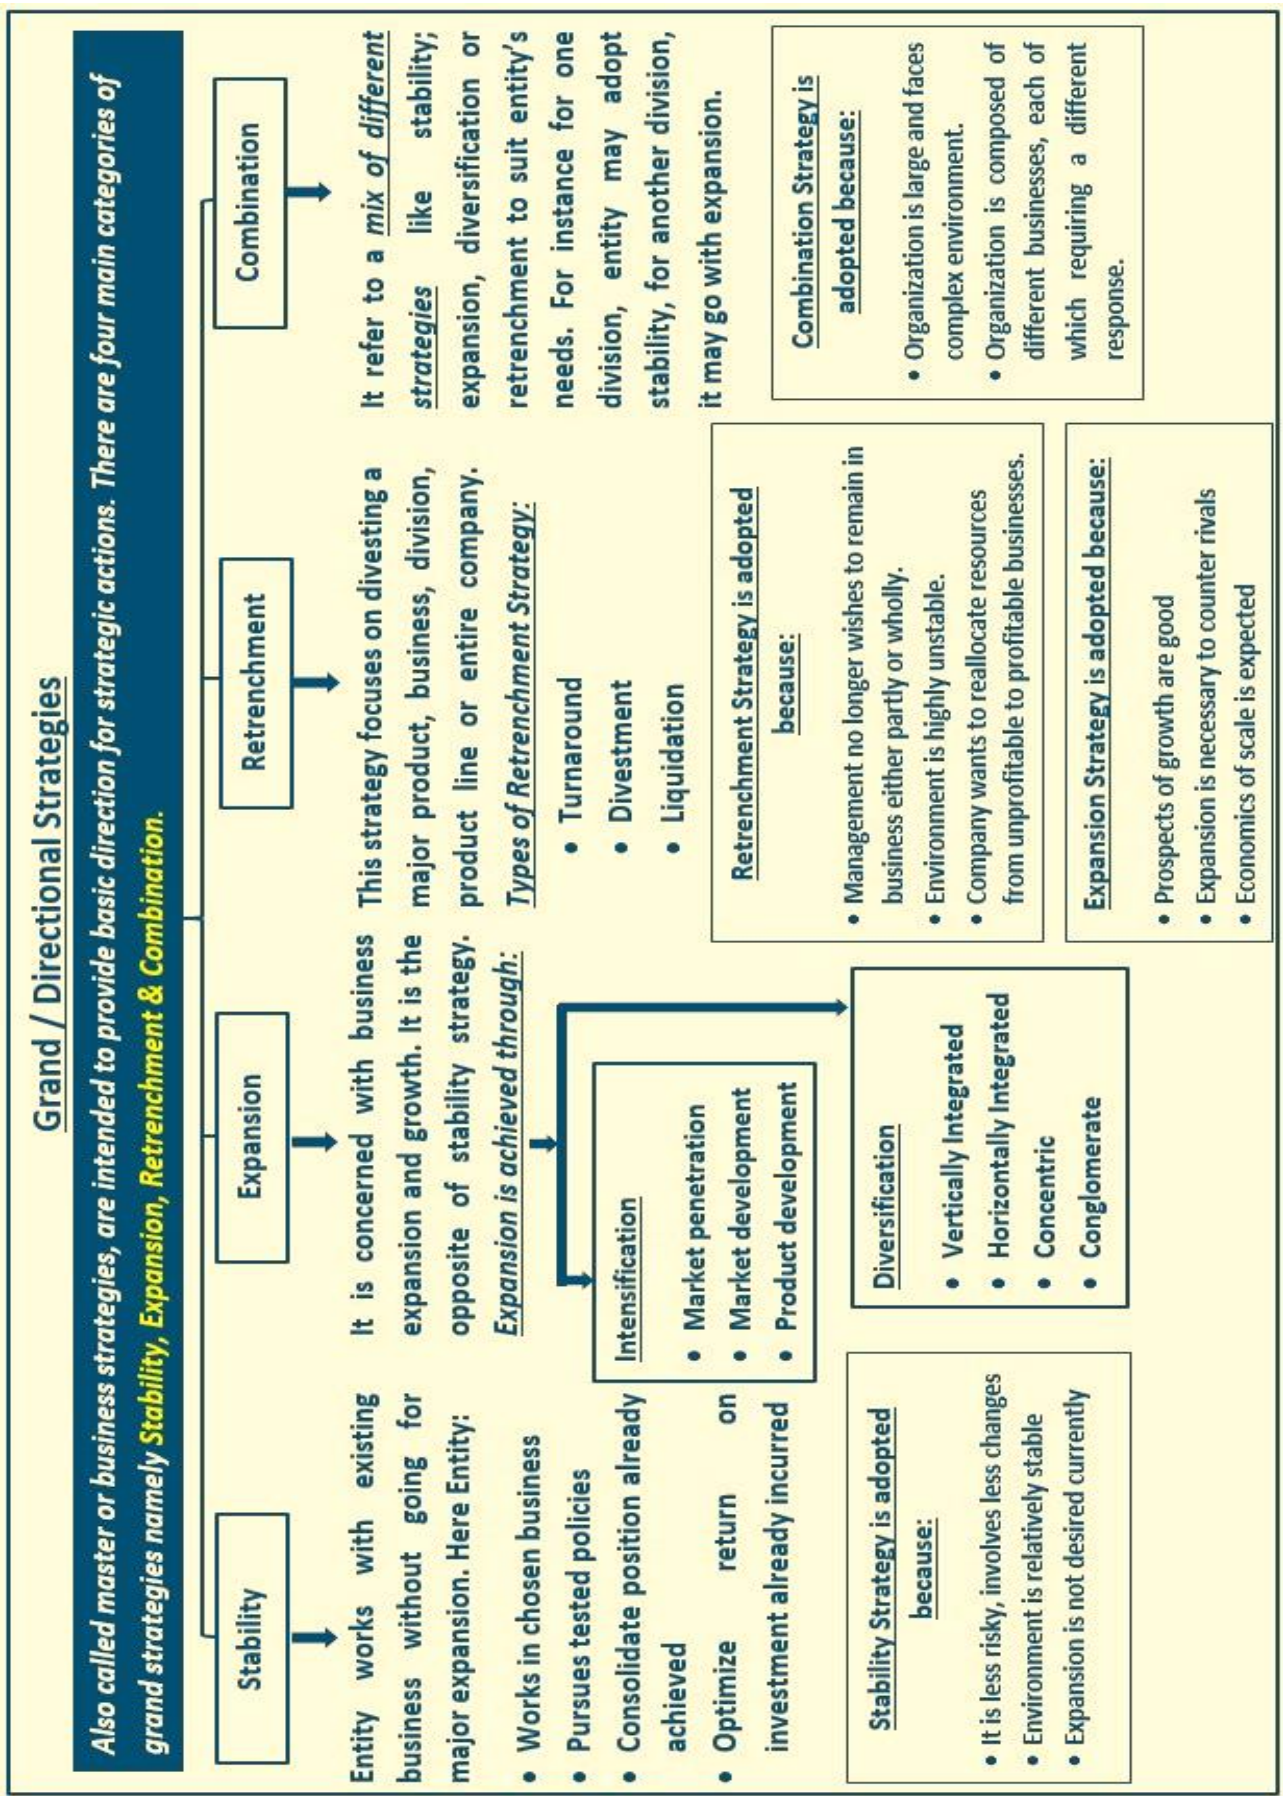 Grand / Directional Strategies
Also called master or business strategies, are intended to provide basic direction for strategic actions. There are four main categories of
grand strategies namely Stability, Expansion, Retrenchment & Combination.
Stability
Entity works with existing
business without going for
major expansion. Here Entity:
• Works in chosen business
• Pursues tested policies
• Consolidate position already
achieved
• Optimize return on
investment already incurred
Stability Strategy is adopted
because:
• It is less risky, involves less changes
• Environment is relatively stable
• Expansion is not desired currently
Expansion
It is concerned with business
expansion and growth. It is the
opposite of stability strategy.
Expansion is achieved through:
Intensification
• Market penetration
• Market development
• Product development
Diversification
• Vertically Integrated
• Horizontally Integrated
• Concentric
• Conglomerate
Retrenchment
This strategy focuses on divesting a
major product, business, division,
product line or entire company.
Types of Retrenchment Strategy:
• Turnaround
• Divestment
• Liquidation
Retrenchment Strategy is adopted
because:
• Management no longer wishes to remain in
business either partly or wholly.
• Environment is highly unstable.
• Company wants to reallocate resources
from unprofitable to profitable businesses.
Expansion Strategy is adopted because:
• Prospects of growth are good
• Expansion is necessary to counter rivals
• Economics of scale is expected
Combination
It refer to a mix of different
strategies like stability;
expansion, diversification or
retrenchment to suit entity's
needs. For instance for one
division, entity may adopt
stability, for another division,
it may go with expansion.
Combination Strategy is
adopted because:
• Organization is large and faces
complex environment.
• Organization is composed of
different businesses, each of
which requiring a different
response.